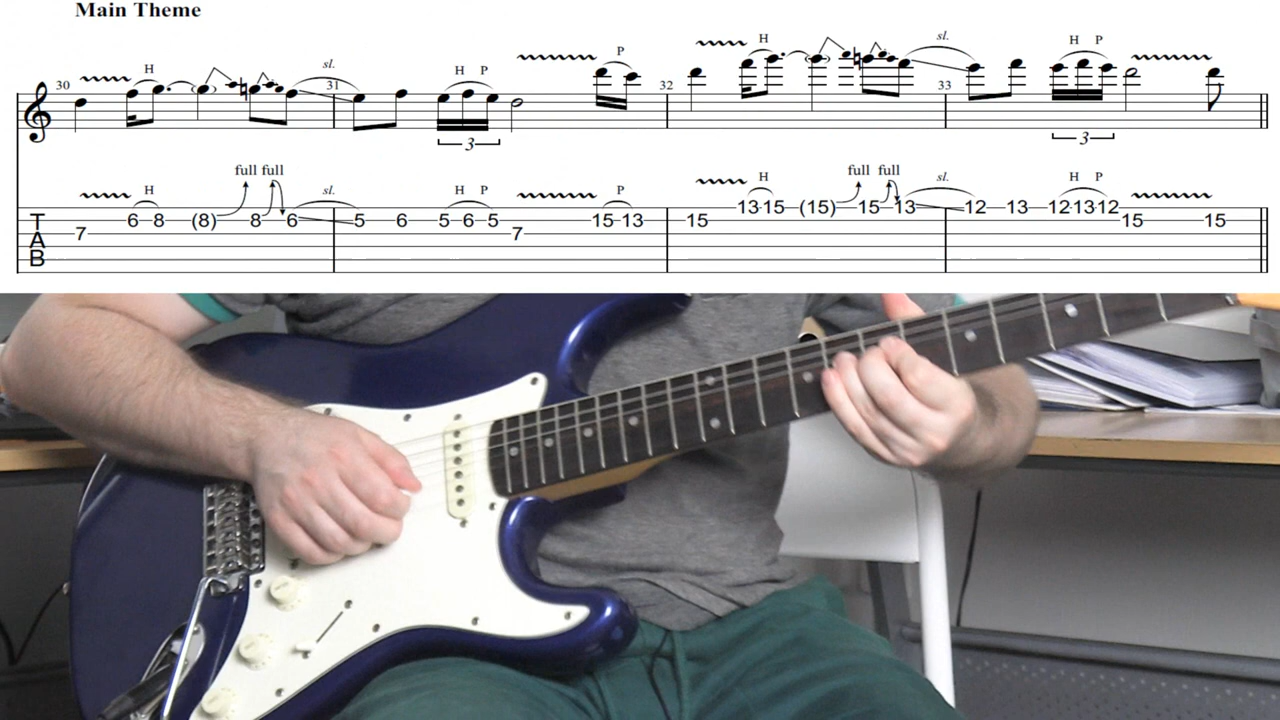 Main Theme
H sl. H P P H sl. H P
30 31 32 33
3 3
full full full full
H sl. H P P H sl. H P
13 15 (15) 15 13 12 13 12 13 12
T 6 8 (8) 8 6 5 6 5 6 5 15 13 15 15 15
A 7 7
B